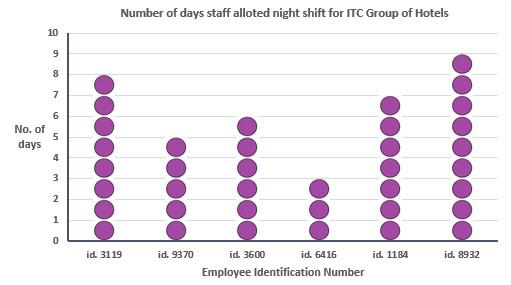 Number of days staff alloted night shift for ITC Group of Hotels
10
9
8
7
6
5
4
3
2
1
0
No. of
days
id. 3119 id. 9370 id. 3600 id. 6416 id. 1184 id. 8932
Employee Identification Number